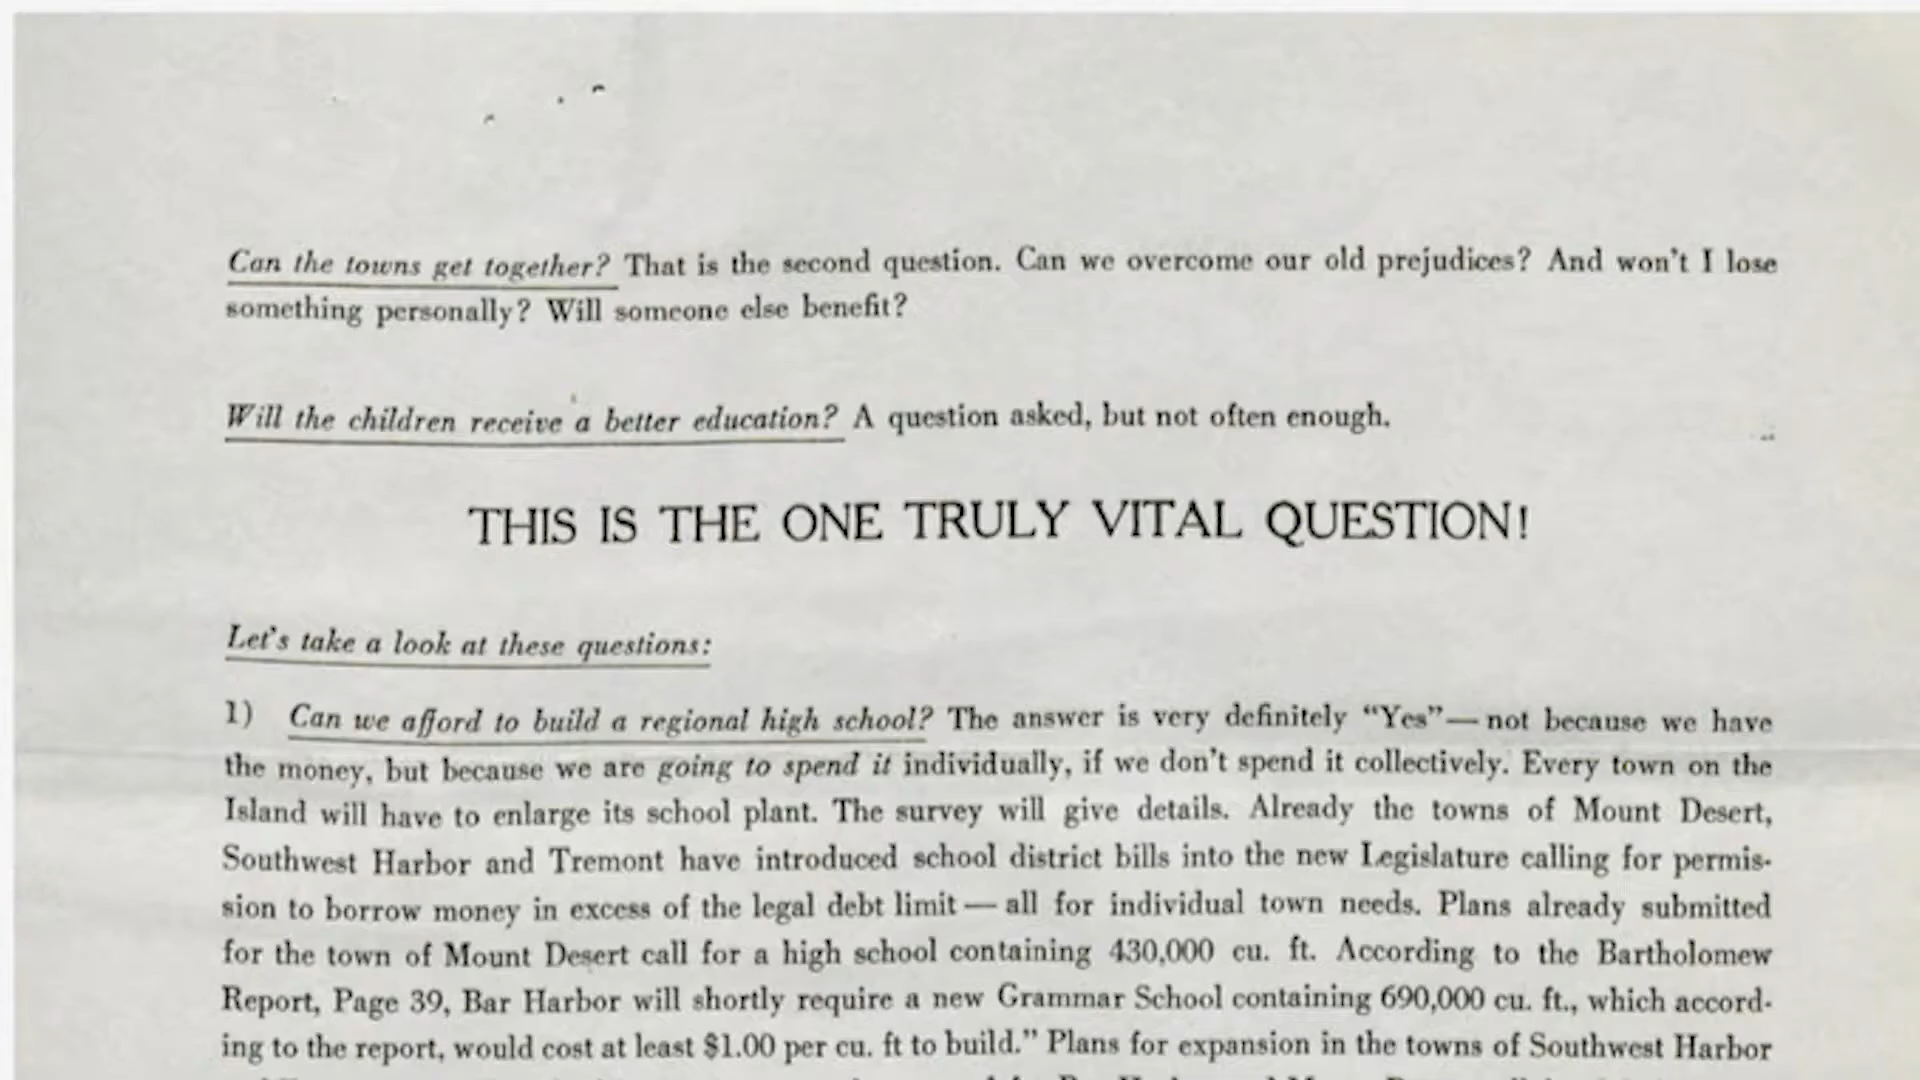 Can the towns get together? That is the second question. Can we overcome our old prejudices? And won't I lose
something personally? Will someone else benefit?
Will the children receive a better education? A question asked, but not often enough.
THIS IS THE ONE TRULY VITAL QUESTION!
Let's take a look at these questions:
1) Can we afford to build a regional high school? The answer is very definitely “Yes”—not because we have
the money, but because we are going to spend it individually, if we don't spend it collectively. Every town on the
Island will have to enlarge its school plant. The survey will give details. Already the towns of Mount Desert,
Southwest Harbor and Tremont have introduced school district bills into the new Legislature calling for permis-
sion to borrow money in excess of the legal debt limit — all for individual town needs. Plans already submitted
for the town of Mount Desert call for a high school containing 430,000 cu. ft. According to the Bartholomew
Report, Page 39, Bar Harbor will shortly require a new Grammar School containing 690,000 cu. ft., which accord-
ing to the report, would cost at least $1.00 per cu. ft to build.” Plans for expansion in the towns of Southwest Harbor